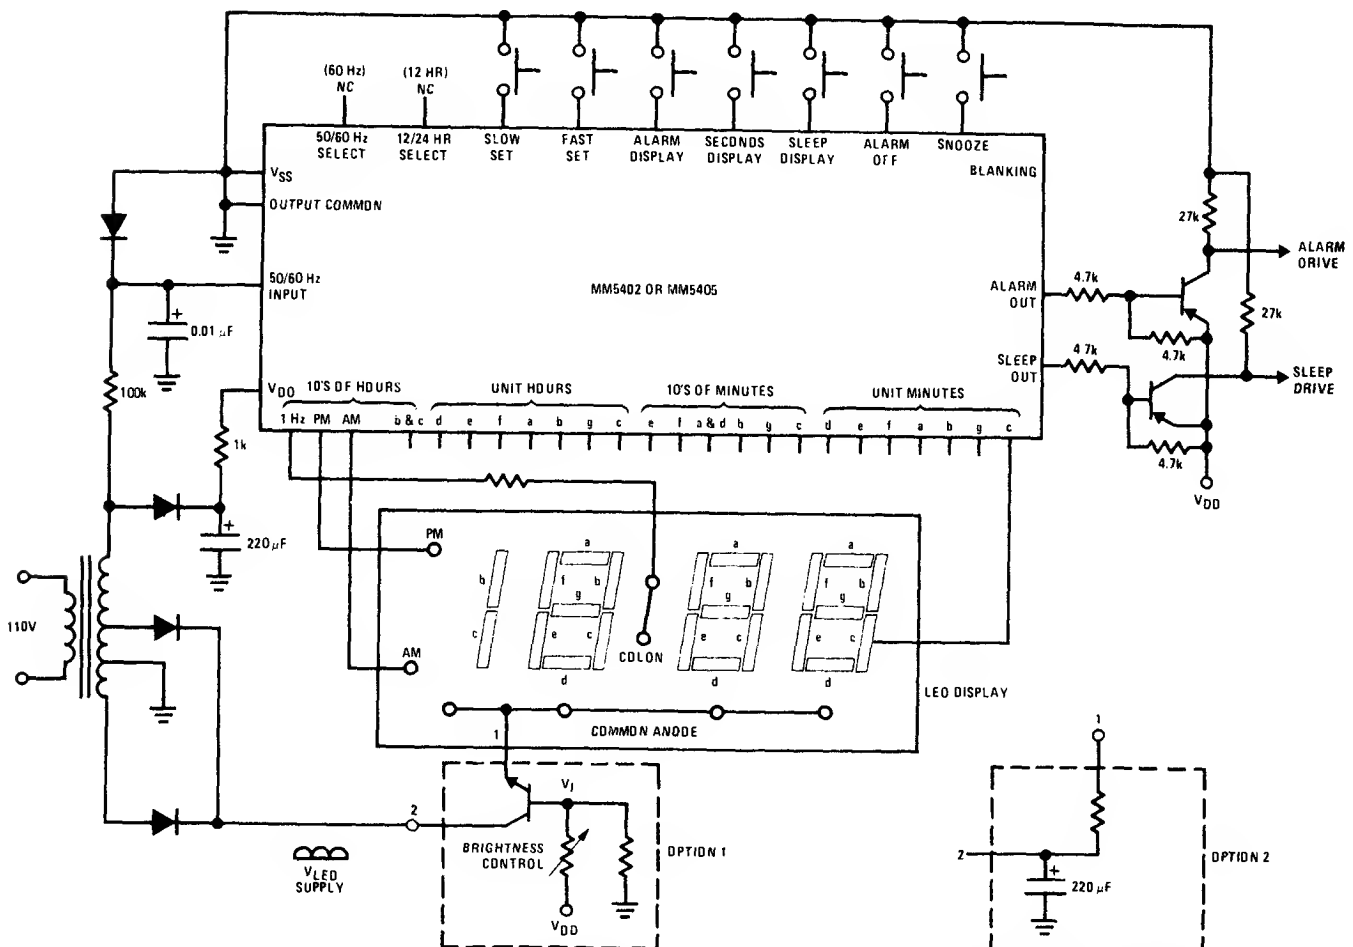 (60 Hz)
NC
(12 HR)
NC
50/60 Hz
SELECT
12/24 HR
SELECT
SLOW
SET
FAST
SET
ALARM
DISPLAY
SECONDS
DISPLAY
SLEEP
DISPLAY
ALARM
OFF
SNOOZE
VSS
BLANKING
OUTPUT COMMON
27k
ALARM
DRIVE
50/60 Hz
INPUT
MM5402 OR MM5405
ALARM
OUT
4.7k
+
0.01 µF
27k
4.7k
SLEEP
OUT
4.7k
SLEEP
DRIVE
100k
VDD
10'S OF HOURS
UNIT HOURS
10'S OF MINUTES
UNIT MINUTES
1 Hz PM AM b & c d e f a b g c e f a & d b g c d e f a b g c
1k
4.7k
VDD
+
220 µF
PM
a
a
a
b
f b
f b
f b
g
g
g
110V
c
e c
e c
e c
AM
COLON
d
d
d
LED DISPLAY
COMMON ANODE
1
1
2
VI
BRIGHTNESS
CONTROL
OPTION 1
VLED
SUPPLY
VDD
2
+
220 µF
OPTION 2